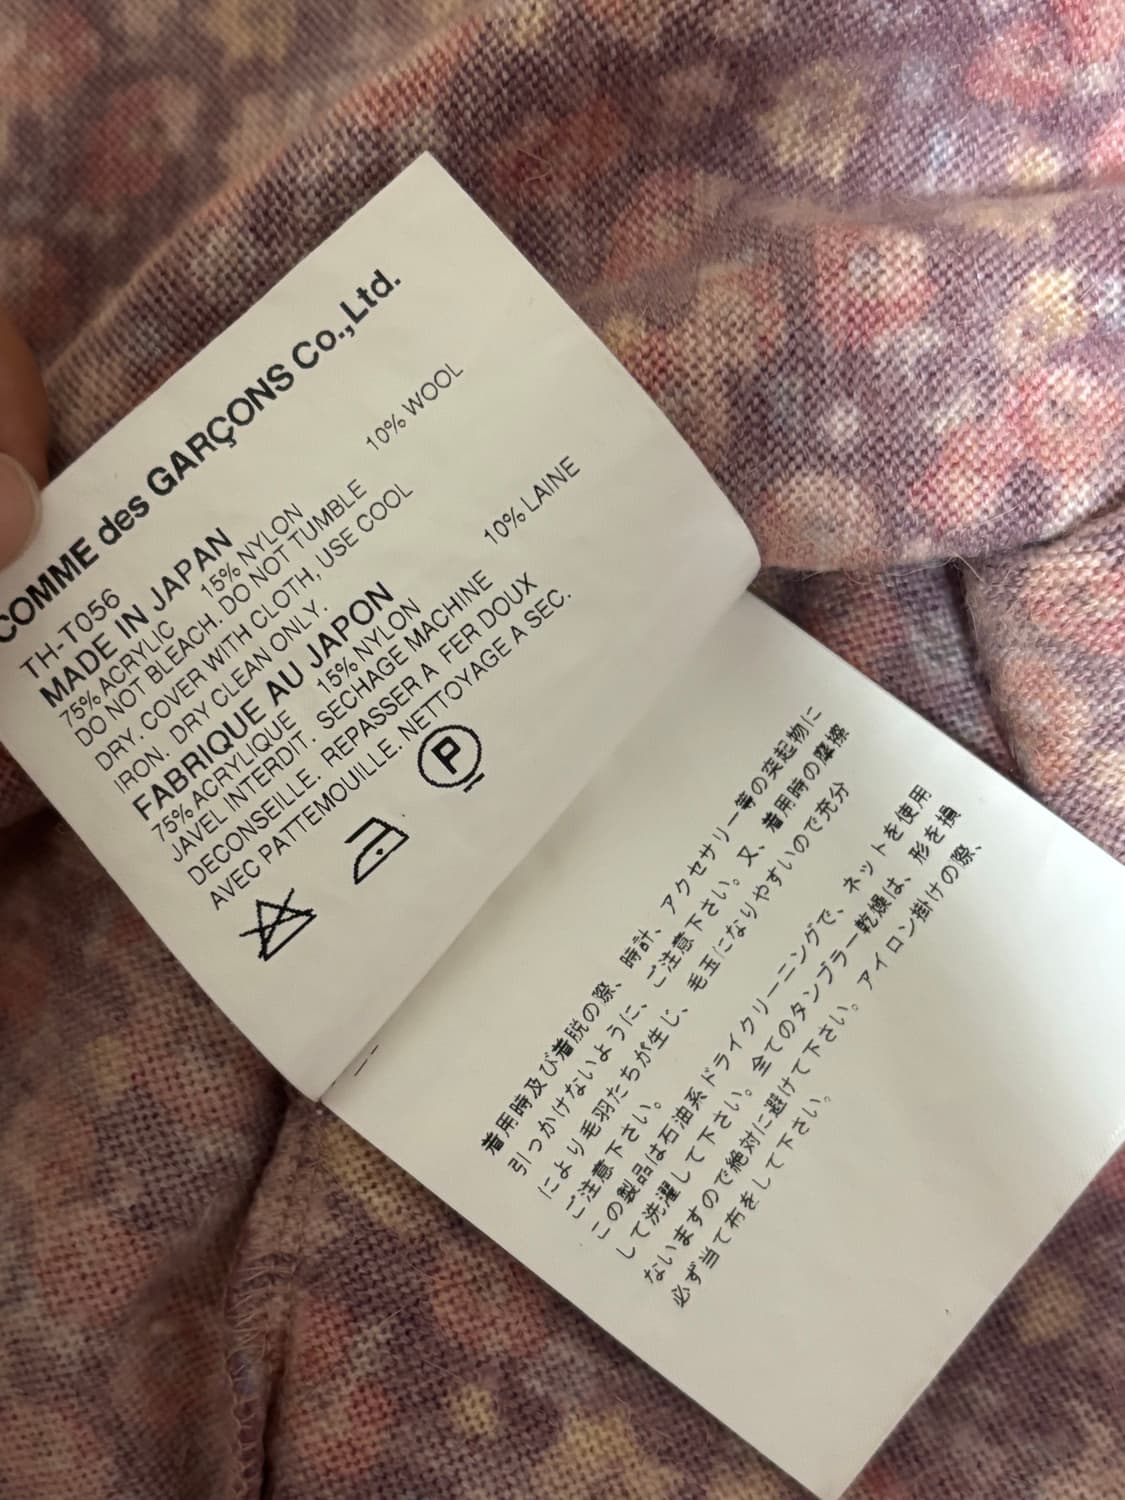 COMME des GARÇONS Co.,Ltd.
TH-T056
MADE IN JAPAN
75% ACRYLIC 15% NYLON 10% WOOL
DO NOT BLEACH. DO NOT TUMBLE
DRY. COVER WITH CLOTH, USE COOL
IRON. DRY CLEAN ONLY.
FABRIQUE AU JAPON
75% ACRYLIQUE 15% NYLON 10% LAINE
JAVEL INTERDIT. SECHAGE MACHINE
DECONSEILLE. REPASSER A FER DOUX
AVEC PATTEMOUILLE. NETTOYAGE A SEC.
P
着用時及び着脱の際、時計、アクセサリー等の突起物に
引っかけないように、ご注意下さい。又、着用時の摩擦
により毛羽たちが生じ、毛玉になりやすいので充分
ご注意下さい。
この製品は石油系ドライクリーニングで、ネットを使用
して洗濯して下さい。全てのタンブラー乾燥は、形を損
ないますので絶対に避けて下さい。アイロン掛けの際、
必ず当て布をして下さい。